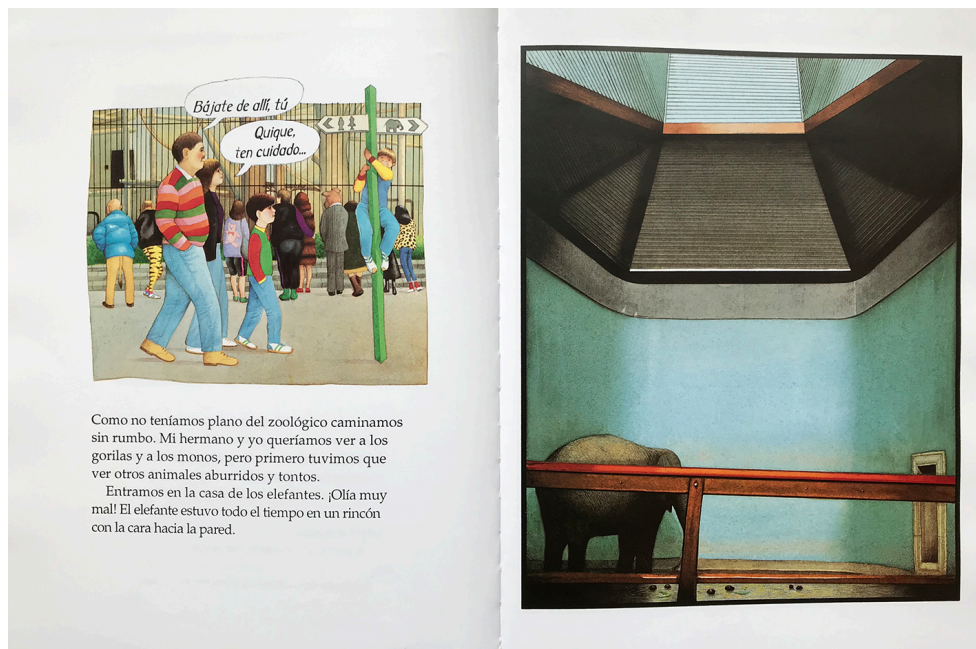 Bájate de allí, tú
Quique,
ten cuidado...
Como no teníamos plano del zoológico caminamos
sin rumbo. Mi hermano y yo queríamos ver a los
gorilas y a los monos, pero primero tuvimos que
ver otros animales aburridos y tontos.
Entramos en la casa de los elefantes. ¡Olía muy
mal! El elefante estuvo todo el tiempo en un rincón
con la cara hacia la pared.